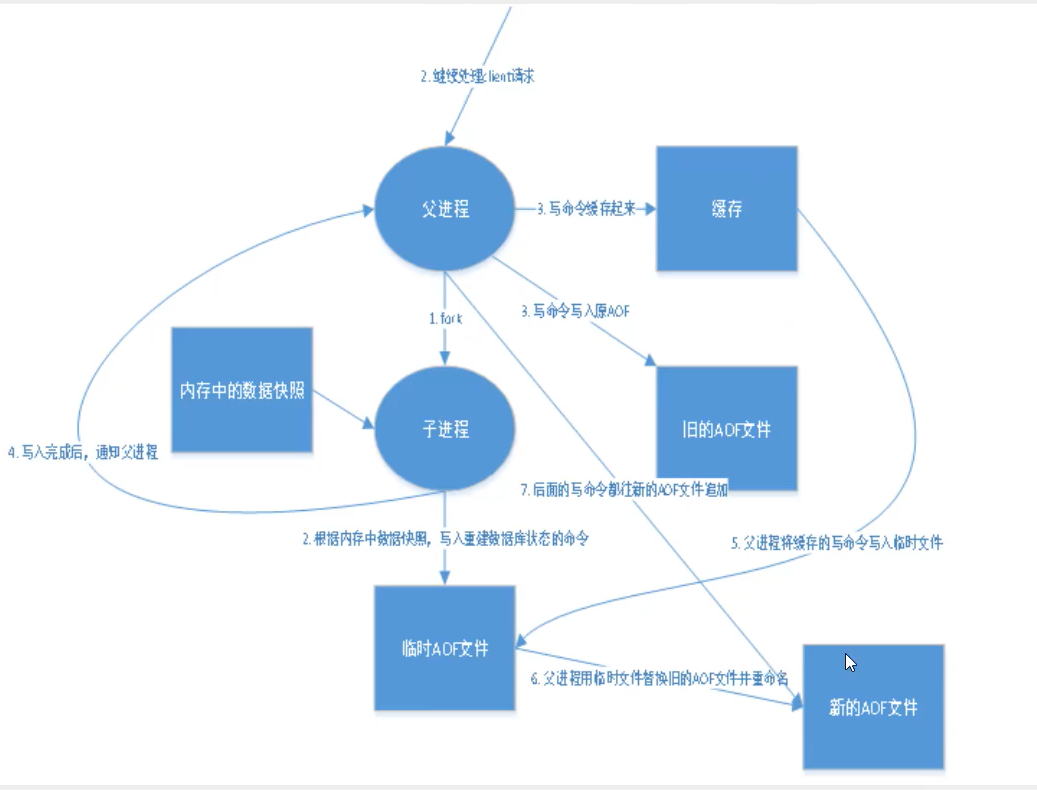 2.继续处理client请求
父进程
3.写命令缓存起来
缓存
1.fork
3.写命令写入原AOF
内存中的数据快照
子进程
旧的AOF文件
4.写入完成后，通知父进程
7.后面的写命令都往新的AOF文件追加
2.根据内存中数据快照，写入重建数据库状态的命令
5.父进程将缓存的写命令写入临时文件
临时AOF文件
6.父进程用临时文件替换旧的AOF文件并重命名
新的AOF文件